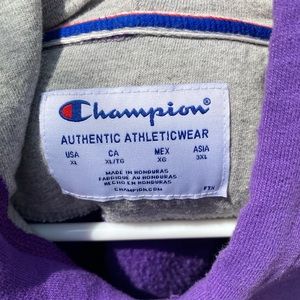 Champion®
AUTHENTIC ATHLETICWEAR
USA CA MEX ASIA
XL XL/TG XG 3XL
MADE IN HONDURAS
FABRIQUÉ AU HONDURAS
HECHO EN HONDURAS
CHAMPION.COM